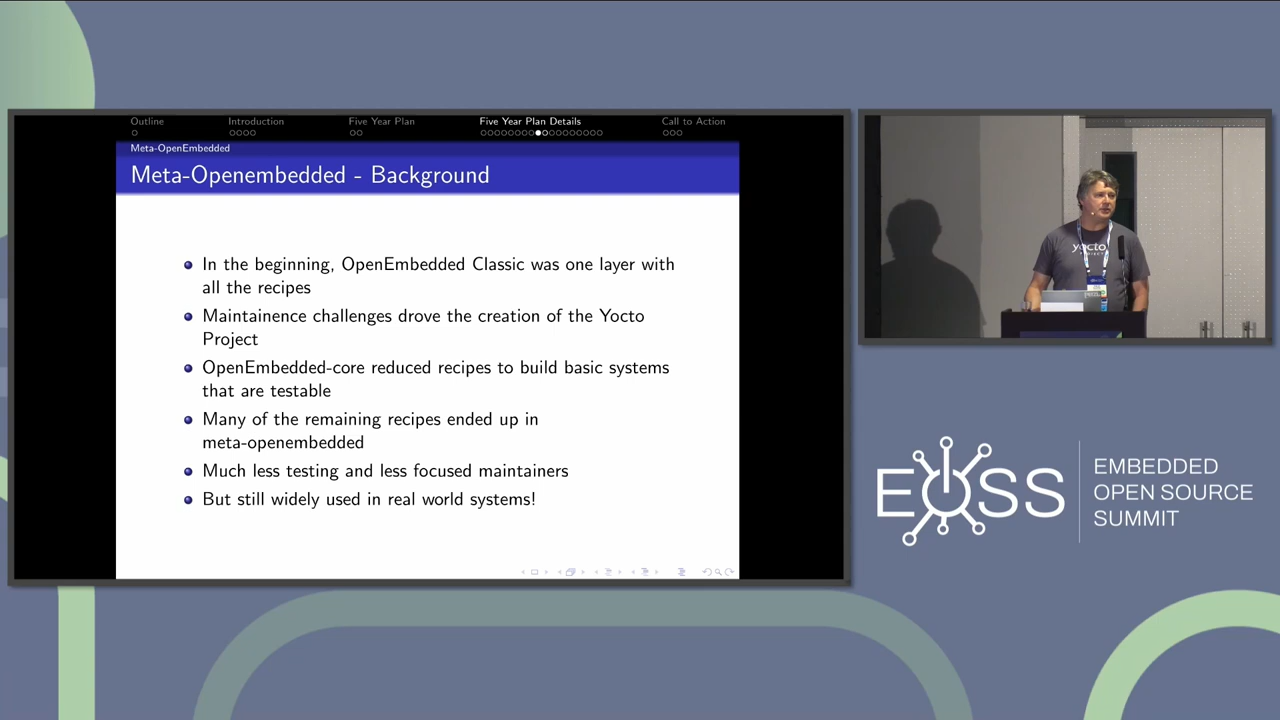 Outline
Introduction
Five Year Plan
Five Year Plan Details
Call to Action
Meta-OpenEmbedded
Meta-Openembedded - Background
In the beginning, OpenEmbedded Classic was one layer with
all the recipes
Maintainence challenges drove the creation of the Yocto
Project
OpenEmbedded-core reduced recipes to build basic systems
that are testable
Many of the remaining recipes ended up in
meta-openembedded
Much less testing and less focused maintainers
But still widely used in real world systems!
yocto
PROJECT
EOSS
EMBEDDED
OPEN SOURCE
SUMMIT